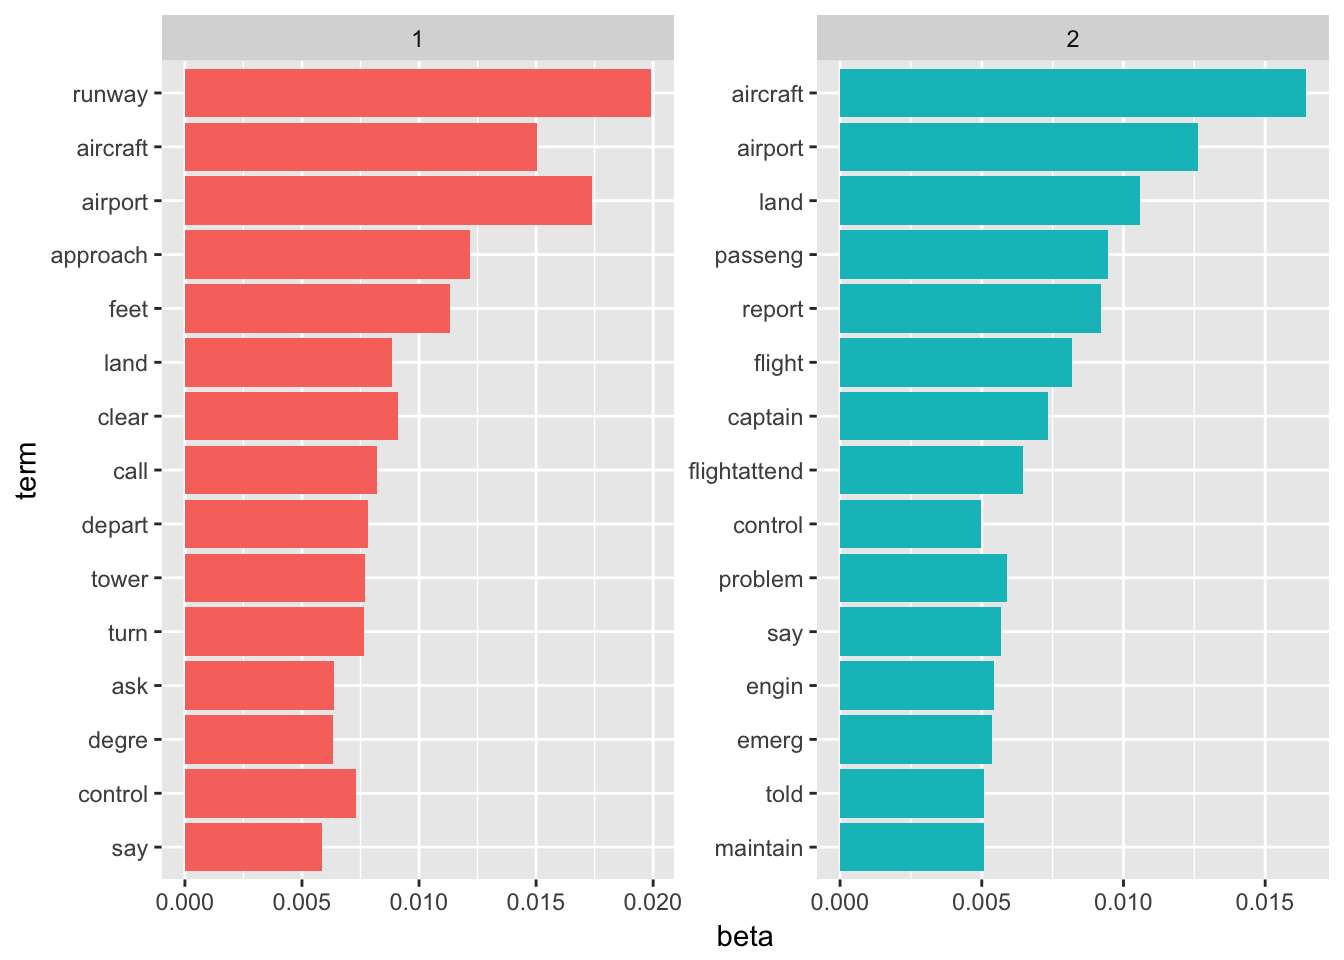 1
runway
aircraft
airport
approach
feet
land
clear
call
depart
tower
turn
ask
degre
control
say
0.000 0.005 0.010 0.015 0.020
2
aircraft
airport
land
passeng
report
flight
captain
flightattend
control
problem
say
engin
emerg
told
maintain
0.000 0.005 0.010 0.015
term
beta